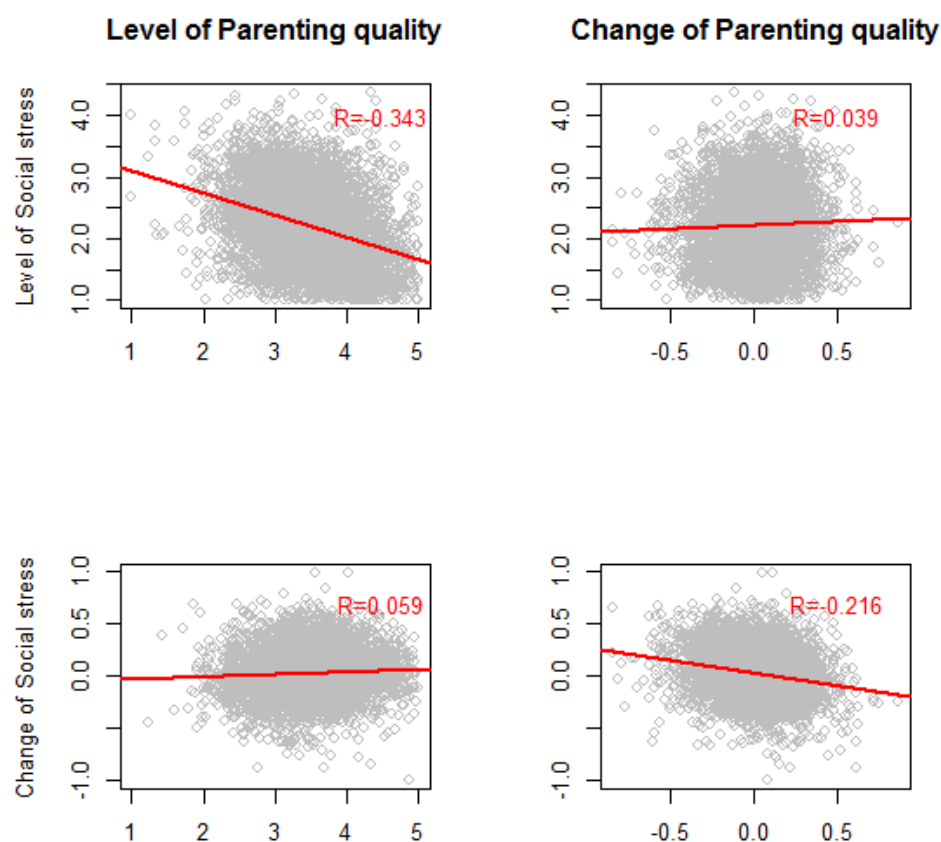 Level of Parenting quality
Change of Parenting quality
Level of Social stress
4.0
3.0
2.0
1.0
R=-0.343
1 2 3 4 5
4.0
3.0
2.0
1.0
R=0.039
-0.5 0.0 0.5
Change of Social stress
1.0
0.5
0.0
-1.0
R=0.059
1 2 3 4 5
1.0
0.5
0.0
-1.0
R=-0.216
-0.5 0.0 0.5